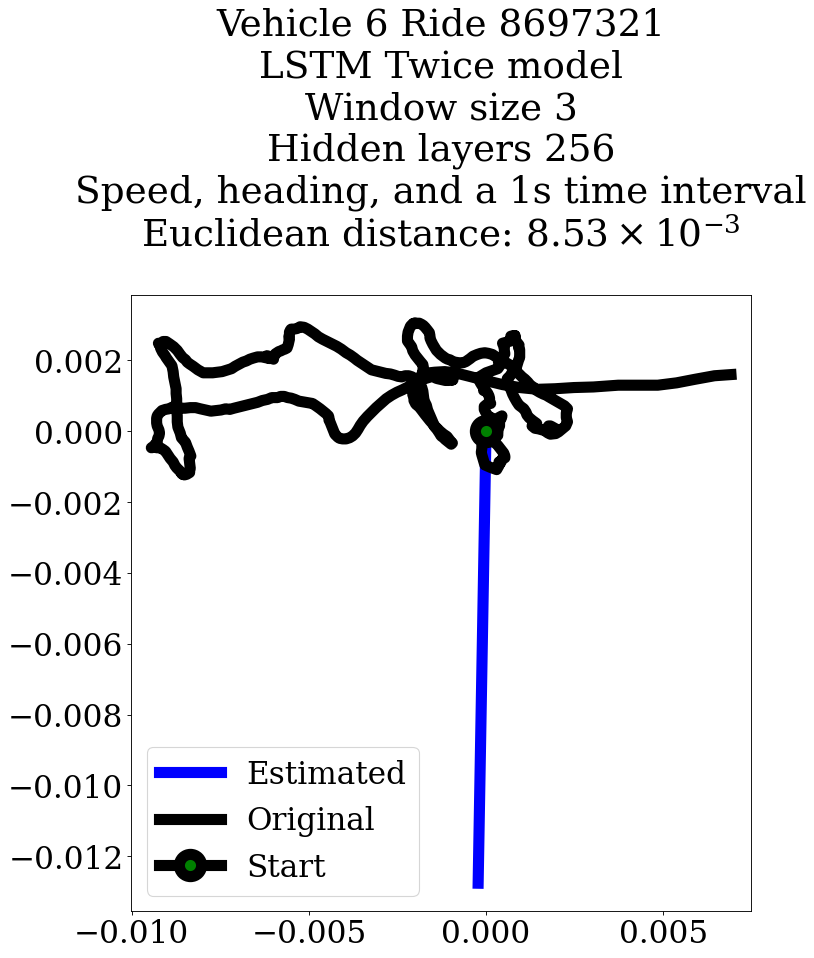 Vehicle 6 Ride 8697321
LSTM Twice model
Window size 3
Hidden layers 256
Speed, heading, and a 1s time interval
Euclidean distance: 8.53 × 10⁻³
0.002
0.000
−0.002
−0.004
−0.006
−0.008
−0.010
−0.012
Estimated
Original
Start
−0.010 −0.005 0.000 0.005